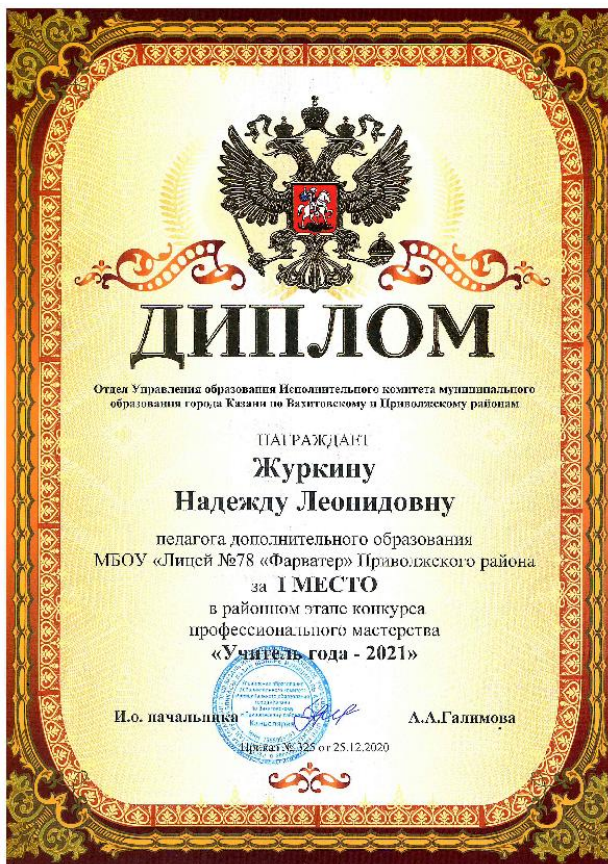 ДИПЛОМ
Отдел Управления образования Исполнительного комитета муниципального
образования города Казани по Вахитовскому и Приволжскому районам
НАГРАЖДАЕТ
Журкину
Надежду Леонидовну
педагога дополнительного образования
МБОУ «Лицей №78 «Фарватер» Приволжского района
за I МЕСТО
в районном этапе конкурса
профессионального мастерства
«Учитель года - 2021»
И.о. начальника А.А.Галимова
Приказ № 325 от 25.12.2020